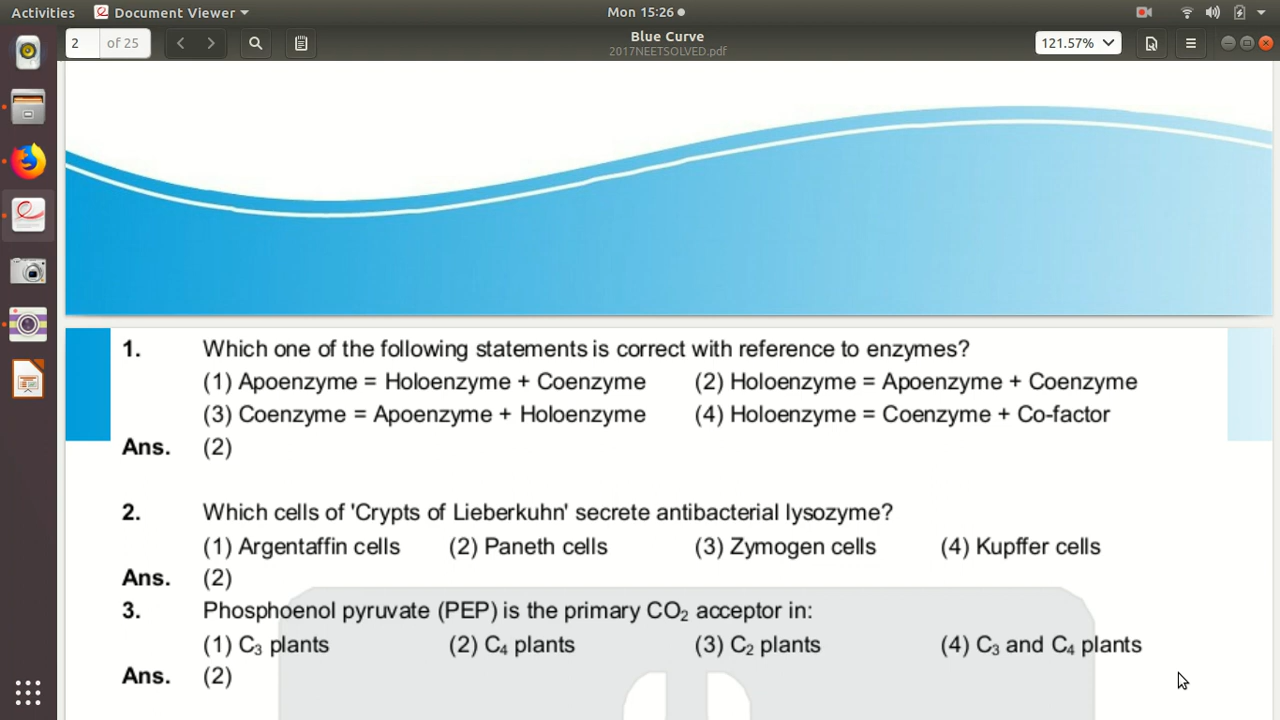 Activities Document Viewer Mon 15:26
2 of 25 Blue Curve 121.57%
2017NEETSOLVED.pdf
1. Which one of the following statements is correct with reference to enzymes?
(1) Apoenzyme = Holoenzyme + Coenzyme (2) Holoenzyme = Apoenzyme + Coenzyme
(3) Coenzyme = Apoenzyme + Holoenzyme (4) Holoenzyme = Coenzyme + Co-factor
Ans. (2)
2. Which cells of 'Crypts of Lieberkuhn' secrete antibacterial lysozyme?
(1) Argentaffin cells (2) Paneth cells (3) Zymogen cells (4) Kupffer cells
Ans. (2)
3. Phosphoenol pyruvate (PEP) is the primary CO₂ acceptor in:
(1) C₃ plants (2) C₄ plants (3) C₂ plants (4) C₃ and C₄ plants
Ans. (2)